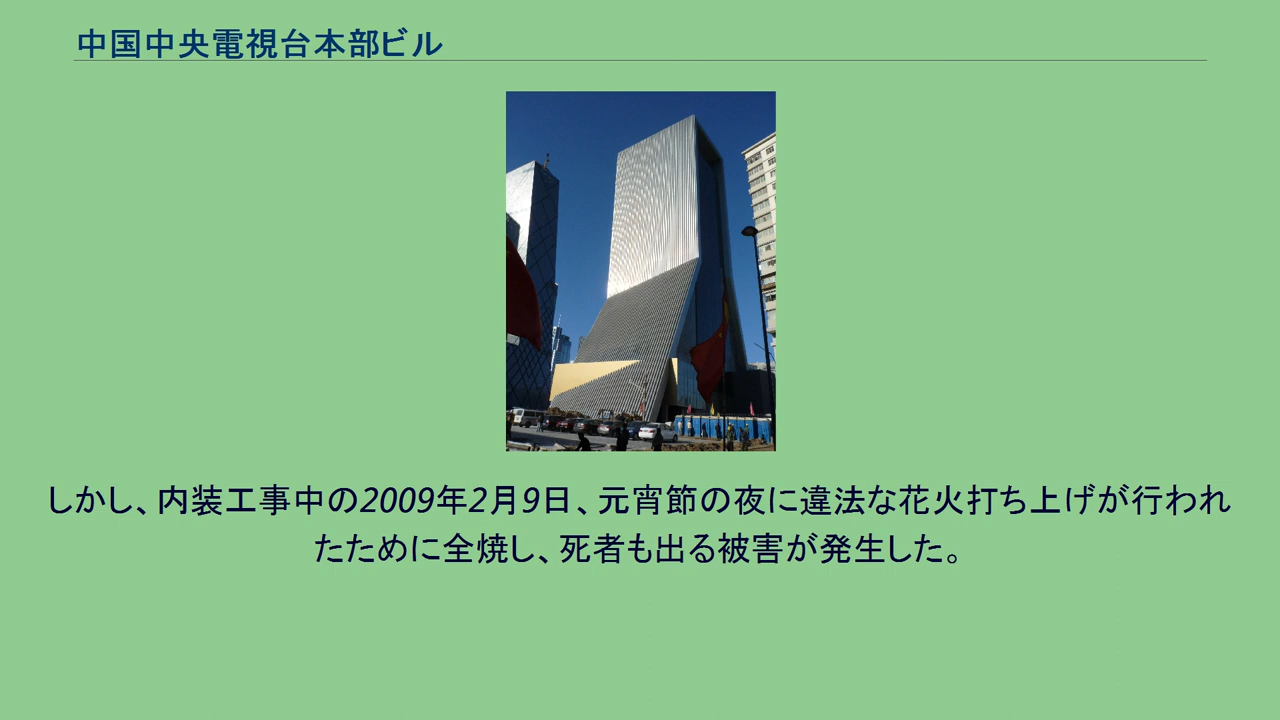 中国中央電視台本部ビル
しかし、内装工事中の2009年2月9日、元宵節の夜に違法な花火打ち上げが行われ
たために全焼し、死者も出る被害が発生した。